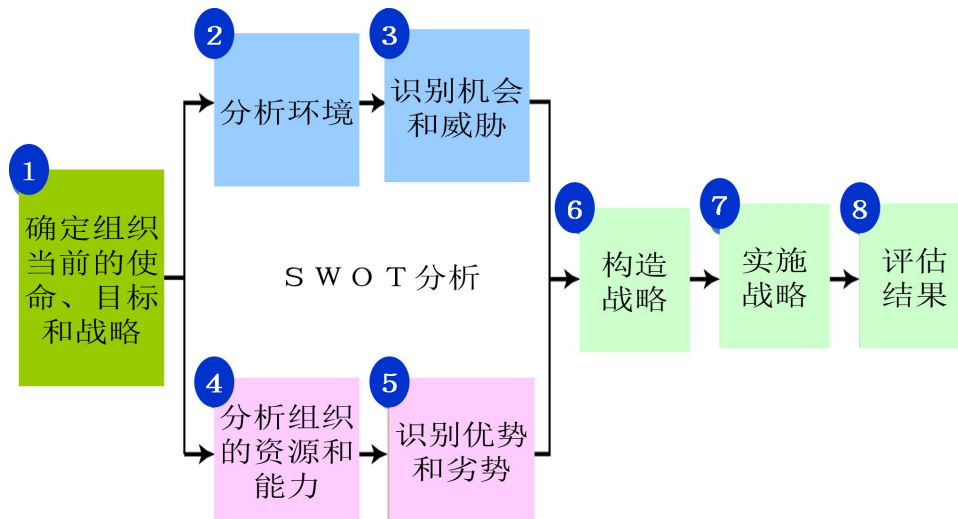 1
确定组织
当前的使
命、目标
和战略
2
分析环境
3
识别机会
和威胁
SWOT分析
4
分析组织
的资源和
能力
5
识别优势
和劣势
6
构造
战略
7
实施
战略
8
评估
结果